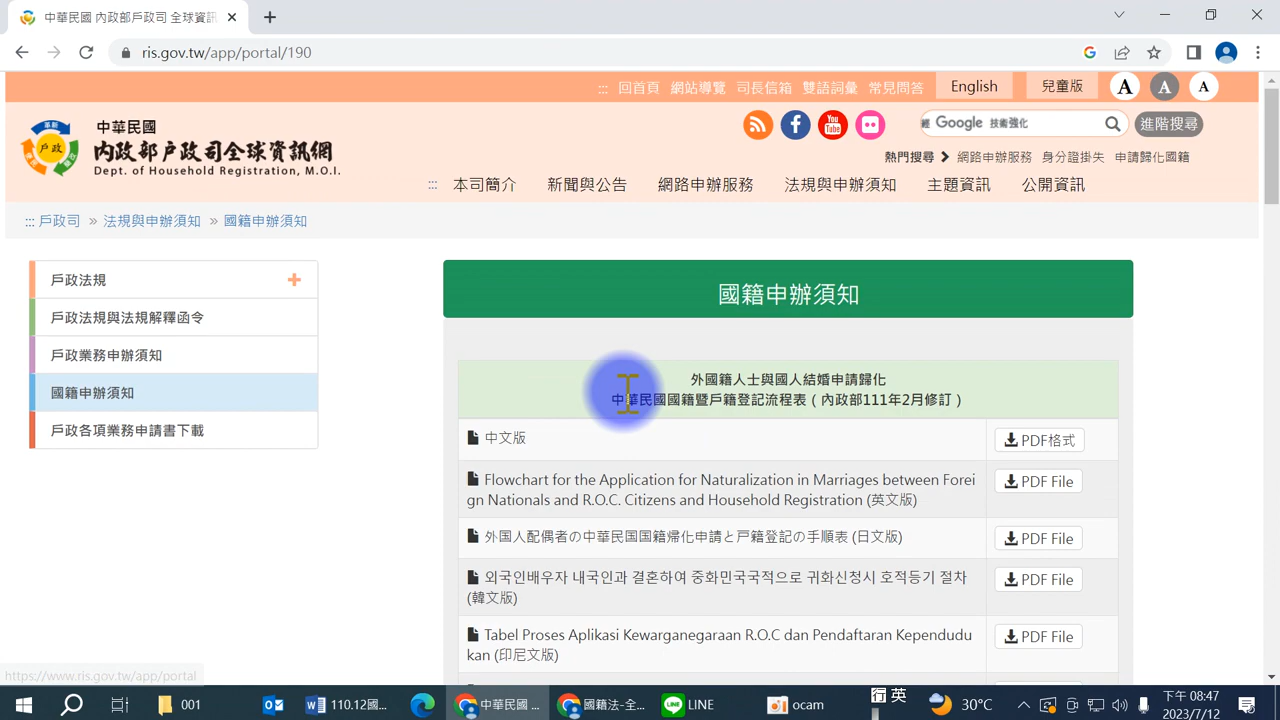 中華民國 內政部戶政司 全球資訊
ris.gov.tw/app/portal/190
::: 回首頁 網站導覽 司長信箱 雙語詞彙 常見問答 English 兒童版 A A A
中華民國
內政部戶政司全球資訊網
Dept. of Household Registration, M.O.I.
You Tube
Google 技術強化
進階搜尋
熱門搜尋 網路申辦服務 身分證掛失 申請歸化國籍
::: 本司簡介 新聞與公告 網路申辦服務 法規與申辦須知 主題資訊 公開資訊
::: 戶政司 » 法規與申辦須知 » 國籍申辦須知
戶政法規
戶政法規與法規解釋函令
戶政業務申辦須知
國籍申辦須知
戶政各項業務申請書下載
國籍申辦須知
外國籍人士與國人結婚申請歸化
中華民國國籍暨戶籍登記流程表（內政部111年2月修訂）
中文版 PDF格式
Flowchart for the Application for Naturalization in Marriages between Forei
gn Nationals and R.O.C. Citizens and Household Registration (英文版)
PDF File
外国人配偶者の中華民国国籍帰化申請と戸籍登記の手順表 (日文版)
PDF File
외국인배우자 내국인과 결혼하여 중화민국국적으로 귀화신청시 호적등기 절차
(韓文版)
PDF File
Tabel Proses Aplikasi Kewarganegaraan R.O.C dan Pendaftaran Kependudu
kan (印尼文版)
PDF File
https://www.ris.gov.tw/app/portal
001
110.12國...
中華民國 ...
國籍法-全...
LINE
ocam
行 英
30°C
下午 08:47
2023/7/12